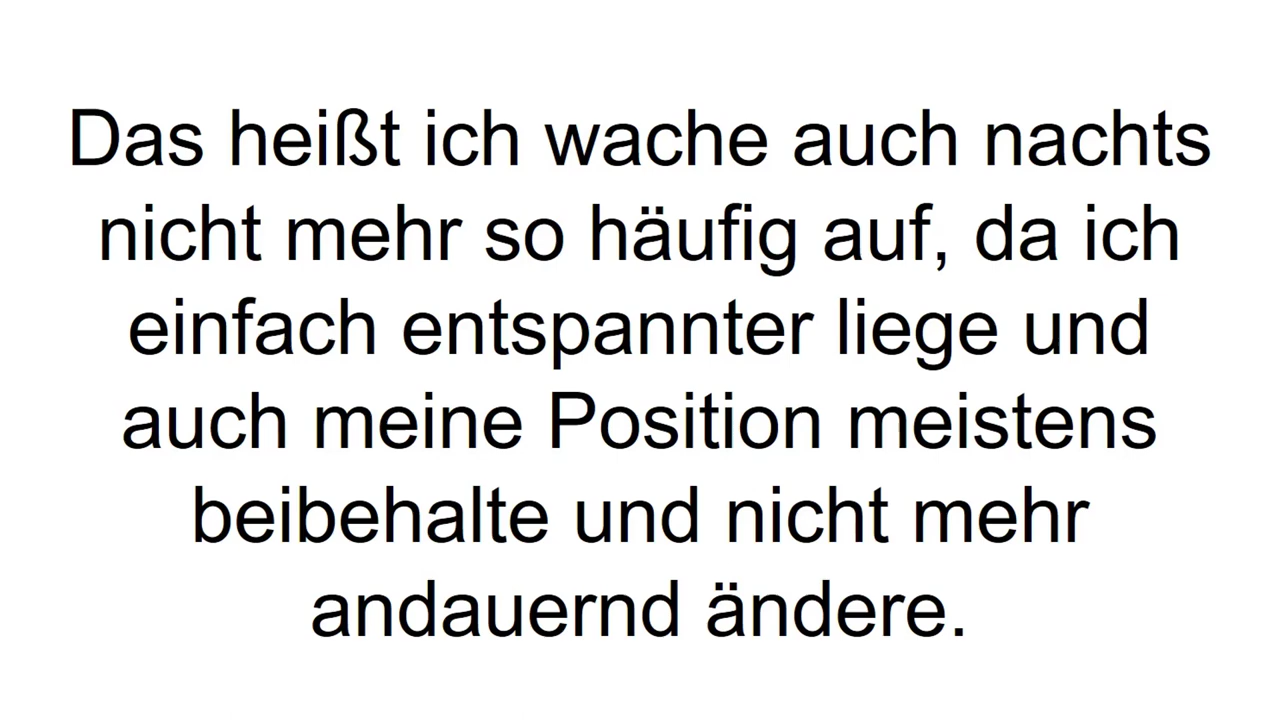 Das heißt ich wache auch nachts
nicht mehr so häufig auf, da ich
einfach entspannter liege und
auch meine Position meistens
beibehalte und nicht mehr
andauernd ändere.